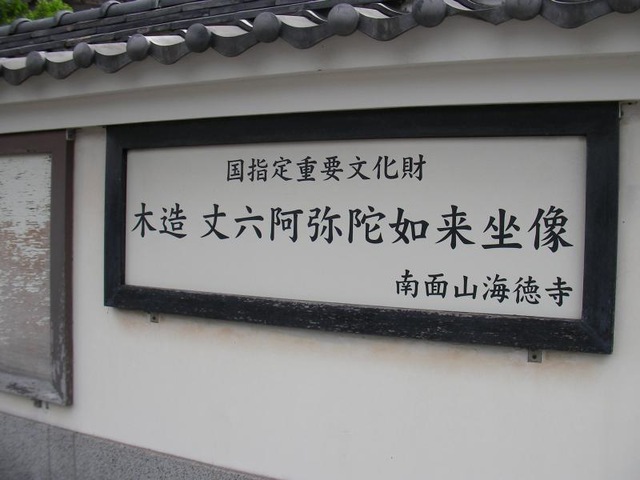 国指定重要文化財
木造 丈六阿弥陀如来坐像
南面山海徳寺